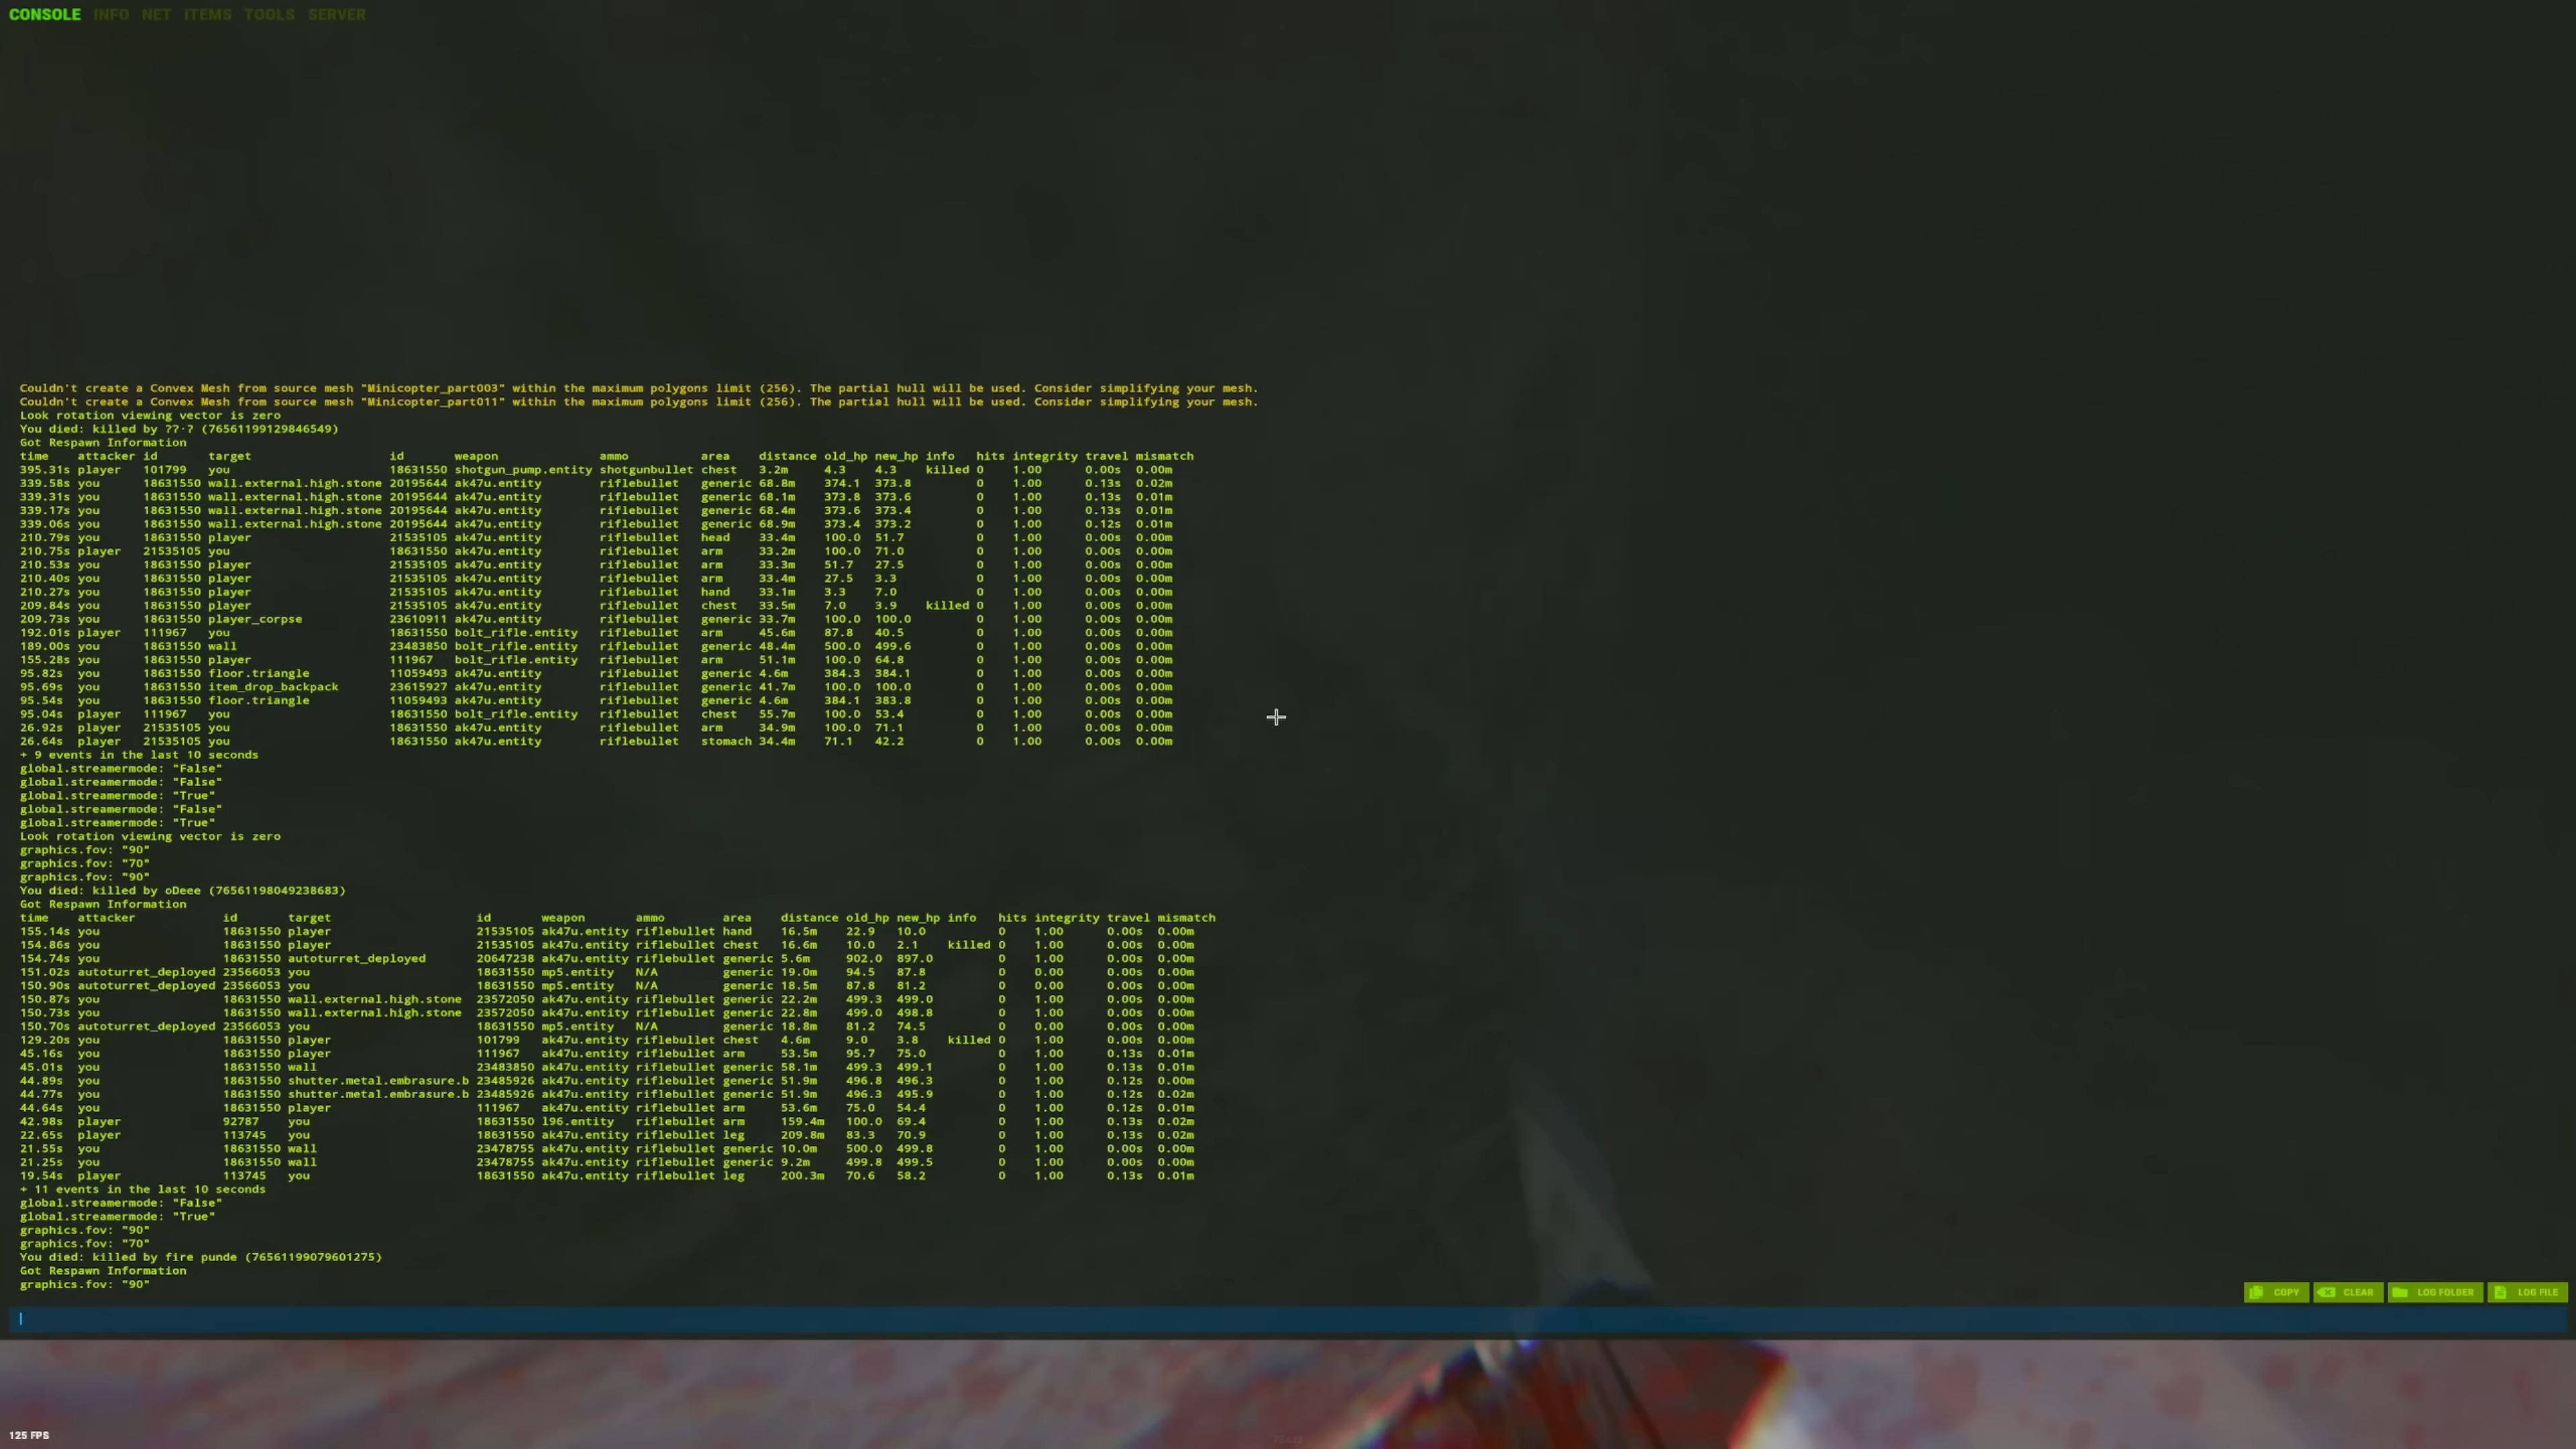 CONSOLE INFO NET ITEMS TOOLS SERVER
Couldn't create a Convex Mesh from source mesh "Minicopter_part003" within the maximum polygons limit (256). The partial hull will be used. Consider simplifying your mesh.
Couldn't create a Convex Mesh from source mesh "Minicopter_part011" within the maximum polygons limit (256). The partial hull will be used. Consider simplifying your mesh.
Look rotation viewing vector is zero
You died: killed by ??·? (76561199129846549)
Got Respawn Information
time attacker id target id weapon ammo area distance old_hp new_hp info hits integrity travel mismatch
395.31s player 101799 you 18631550 shotgun_pump.entity shotgunbullet chest 3.2m 4.3 4.3 killed 0 1.00 0.00s 0.00m
339.58s you 18631550 wall.external.high.stone 20195644 ak47u.entity riflebullet generic 68.8m 374.1 373.8 0 1.00 0.13s 0.02m
339.31s you 18631550 wall.external.high.stone 20195644 ak47u.entity riflebullet generic 68.1m 373.8 373.6 0 1.00 0.13s 0.01m
339.17s you 18631550 wall.external.high.stone 20195644 ak47u.entity riflebullet generic 68.4m 373.6 373.4 0 1.00 0.13s 0.01m
339.06s you 18631550 wall.external.high.stone 20195644 ak47u.entity riflebullet generic 68.9m 373.4 373.2 0 1.00 0.12s 0.01m
210.79s you 18631550 player 21535105 ak47u.entity riflebullet head 33.4m 100.0 51.7 0 1.00 0.00s 0.00m
210.75s player 21535105 you 18631550 ak47u.entity riflebullet arm 33.2m 100.0 71.0 0 1.00 0.00s 0.00m
210.53s you 18631550 player 21535105 ak47u.entity riflebullet arm 33.3m 51.7 27.5 0 1.00 0.00s 0.00m
210.40s you 18631550 player 21535105 ak47u.entity riflebullet arm 33.4m 27.5 3.3 0 1.00 0.00s 0.00m
210.27s you 18631550 player 21535105 ak47u.entity riflebullet hand 33.1m 3.3 7.0 0 1.00 0.00s 0.00m
209.84s you 18631550 player 21535105 ak47u.entity riflebullet chest 33.5m 7.0 3.9 killed 0 1.00 0.00s 0.00m
209.73s you 18631550 player_corpse 23610911 ak47u.entity riflebullet generic 33.7m 100.0 100.0 0 1.00 0.00s 0.00m
192.01s player 111967 you 18631550 bolt_rifle.entity riflebullet arm 45.6m 87.8 40.5 0 1.00 0.00s 0.00m
189.00s you 18631550 wall 23483850 bolt_rifle.entity riflebullet generic 48.4m 500.0 499.6 0 1.00 0.00s 0.00m
155.28s you 18631550 player 111967 bolt_rifle.entity riflebullet arm 51.1m 100.0 64.8 0 1.00 0.00s 0.00m
95.82s you 18631550 floor.triangle 11059493 ak47u.entity riflebullet generic 4.6m 384.3 384.1 0 1.00 0.00s 0.00m
95.69s you 18631550 item_drop_backpack 23615927 ak47u.entity riflebullet generic 41.7m 100.0 100.0 0 1.00 0.00s 0.00m
95.54s you 18631550 floor.triangle 11059493 ak47u.entity riflebullet generic 4.6m 384.1 383.8 0 1.00 0.00s 0.00m
95.04s player 111967 you 18631550 bolt_rifle.entity riflebullet chest 55.7m 100.0 53.4 0 1.00 0.00s 0.00m
26.92s player 21535105 you 18631550 ak47u.entity riflebullet arm 34.9m 100.0 71.1 0 1.00 0.00s 0.00m
26.64s player 21535105 you 18631550 ak47u.entity riflebullet stomach 34.4m 71.1 42.2 0 1.00 0.00s 0.00m
+ 9 events in the last 10 seconds
global.streamermode: "False"
global.streamermode: "False"
global.streamermode: "True"
global.streamermode: "False"
global.streamermode: "True"
Look rotation viewing vector is zero
graphics.fov: "90"
graphics.fov: "70"
graphics.fov: "90"
You died: killed by oDeee (76561198049238683)
Got Respawn Information
time attacker id target id weapon ammo area distance old_hp new_hp info hits integrity travel mismatch
155.14s you 18631550 player 21535105 ak47u.entity riflebullet hand 16.5m 22.9 10.0 0 1.00 0.00s 0.00m
154.86s you 18631550 player 21535105 ak47u.entity riflebullet chest 16.6m 10.0 2.1 killed 0 1.00 0.00s 0.00m
154.74s you 18631550 autoturret_deployed 20647238 ak47u.entity riflebullet generic 5.6m 902.0 897.0 0 1.00 0.00s 0.00m
151.02s autoturret_deployed 23566053 you 18631550 mp5.entity N/A generic 19.0m 94.5 87.8 0 0.00 0.00s 0.00m
150.90s autoturret_deployed 23566053 you 18631550 mp5.entity N/A generic 18.5m 87.8 81.2 0 0.00 0.00s 0.00m
150.87s you 18631550 wall.external.high.stone 23572050 ak47u.entity riflebullet generic 22.2m 499.3 499.0 0 1.00 0.00s 0.00m
150.73s you 18631550 wall.external.high.stone 23572050 ak47u.entity riflebullet generic 22.8m 499.0 498.8 0 1.00 0.00s 0.00m
150.70s autoturret_deployed 23566053 you 18631550 mp5.entity N/A generic 18.8m 81.2 74.5 0 0.00 0.00s 0.00m
129.20s you 18631550 player 101799 ak47u.entity riflebullet chest 4.6m 9.0 3.8 killed 0 1.00 0.00s 0.00m
45.16s you 18631550 player 111967 ak47u.entity riflebullet arm 53.5m 95.7 75.0 0 1.00 0.13s 0.01m
45.01s you 18631550 wall 23483850 ak47u.entity riflebullet generic 58.1m 499.3 499.1 0 1.00 0.13s 0.01m
44.89s you 18631550 shutter.metal.embrasure.b 23485926 ak47u.entity riflebullet generic 51.9m 496.8 496.3 0 1.00 0.12s 0.00m
44.77s you 18631550 shutter.metal.embrasure.b 23485926 ak47u.entity riflebullet generic 51.9m 496.3 495.9 0 1.00 0.12s 0.02m
44.64s you 18631550 player 111967 ak47u.entity riflebullet arm 53.6m 75.0 54.4 0 1.00 0.12s 0.01m
42.98s player 92787 you 18631550 l96.entity riflebullet arm 159.4m 100.0 69.4 0 1.00 0.13s 0.02m
22.65s player 113745 you 18631550 ak47u.entity riflebullet leg 209.8m 83.3 70.9 0 1.00 0.13s 0.02m
21.55s you 18631550 wall 23478755 ak47u.entity riflebullet generic 10.0m 500.0 499.8 0 1.00 0.00s 0.00m
21.25s you 18631550 wall 23478755 ak47u.entity riflebullet generic 9.2m 499.8 499.5 0 1.00 0.00s 0.00m
19.54s player 113745 you 18631550 ak47u.entity riflebullet leg 200.3m 70.6 58.2 0 1.00 0.13s 0.01m
+ 11 events in the last 10 seconds
global.streamermode: "False"
global.streamermode: "True"
graphics.fov: "90"
graphics.fov: "70"
You died: killed by fire punde (76561199079601275)
Got Respawn Information
graphics.fov: "90"
COPY CLEAR LOG FOLDER LOG FILE
125 FPS